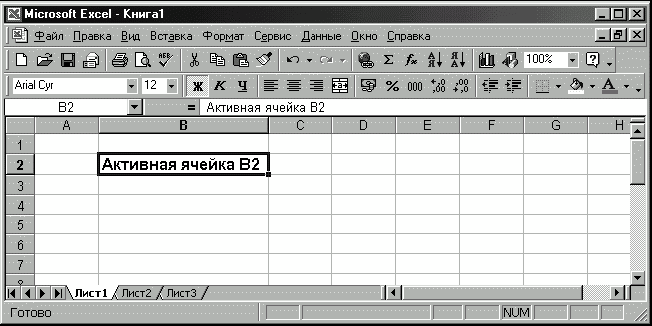 Microsoft Excel - Книга1
Файл Правка Вид Вставка Формат Сервис Данные Окно Справка
100%
Arial Cyr 12 Ж К Ч % 000
B2 = Активная ячейка B2
A B C D E F G H
1
2 Активная ячейка B2
3
4
5
6
7
8
Лист1 Лист2 Лист3
Готово NUM